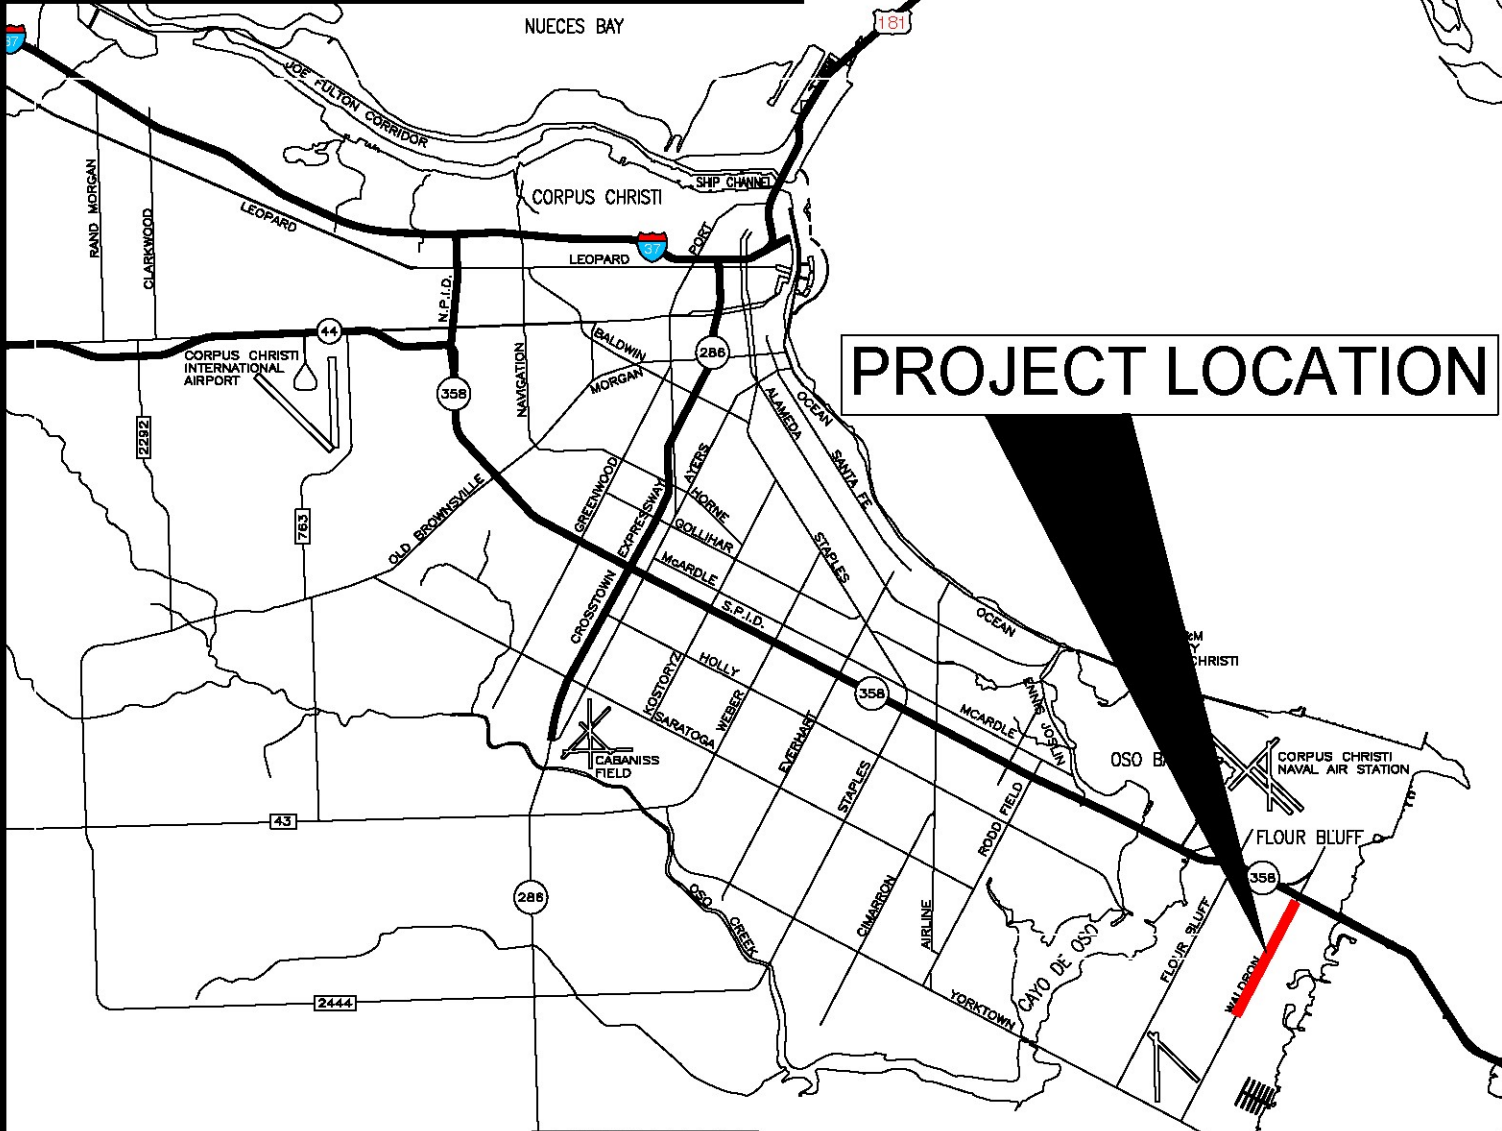 NUECES BAY
181
37
JOE FULTON CORRIDOR
SHIP CHANNEL
CORPUS CHRISTI
RAND MORGAN
CLARKWOOD
LEOPARD
PORT
37
LEOPARD
N.P.I.D.
44
CORPUS CHRISTI
INTERNATIONAL
AIRPORT
NAVIGATION
BALDWIN
MORGAN
286
358
PROJECT LOCATION
ALAMEDA
OCEAN
SANTA FE
2292
763
OLD BROWNSVILLE
GREENWOOD
CROSSTOWN EXPRESSWAY
AYERS
HORNE
GOLLIHAR
McARDLE
STAPLES
S.P.I.D.
OCEAN
&M
Y
CHRISTI
KOSTORYZ
HOLLY
WEBER
SARATOGA
358
EVERHART
STAPLES
MCARDLE
ENNIS JOSLIN
OSO BA
CORPUS CHRISTI
NAVAL AIR STATION
CABANISS
FIELD
43
RODD FIELD
FLOUR BLUFF
358
286
OSO CREEK
CIMARRON
AIRLINE
CAYO DE OSO
FLOUR BLUFF
WALDRON
2444
YORKTOWN